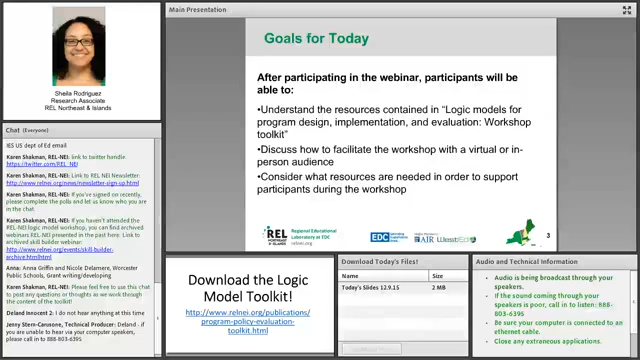 Main Presentation
Sheila Rodriguez
Research Associate
REL Northeast & Islands
Chat (Everyone)
IES US dept of Ed email
Karen Shakman, REL-NEI: link to twitter handle:
https://twitter.com/REL_NEI
Karen Shakman, REL-NEI: Link to REL-NEI Newsletter:
http://www.relnei.org/news/newsletter-sign-up.html
Karen Shakman, REL-NEI: If you've signed on recently,
please complete the polls and let us know who you are
in the chat.
Karen Shakman, REL-NEI: If you haven't attended the
REL-NEI logic model workshop, you can find archived
webinars REL-NEI presented in the past here: Link to
archived skill builder webinar:
http://www.relnei.org/events/skill-builder-
archive.htmlhtml
Anna: Anna Griffin and Nicole Delamere, Worcester
Public Schools, Grant writing/developing
Karen Shakman, REL-NEI: Please feel free to use this chat to
post any questions or thoughts as we work through
the content of the toolkit!
Deland Innocent 2: I do not hear anything at this time
Jenny Stern-Carusone, Technical Producer: Deland - if
you are unable to hear via your computer speakers,
please call in to 888-803-6395
Goals for Today
After participating in the webinar, participants will be
able to:
•Understand the resources contained in "Logic models for
program design, implementation, and evaluation: Workshop
toolkit"
•Discuss how to facilitate the workshop with a virtual or in-
person audience
•Consider what resources are needed in order to support
participants during the workshop
REL
NORTHEAST
& ISLANDS
Regional Educational
Laboratory at EDC
relnei.org
EDC
AIR
WestEd
3
Download the Logic
Model Toolkit!
http://www.relnei.org/publications/
program-policy-evaluation-
toolkit.html
Download Today's Files!
Name
Size
Today's Slides 12.9.15
2 MB
Audio and Technical Information
• Audio is being broadcast through your
speakers.
• If the sound coming through your
speakers is poor, call in to listen: 888-
803-6395
• Be sure your computer is connected to
an ethernet cable.
• Close any extraneous applications.